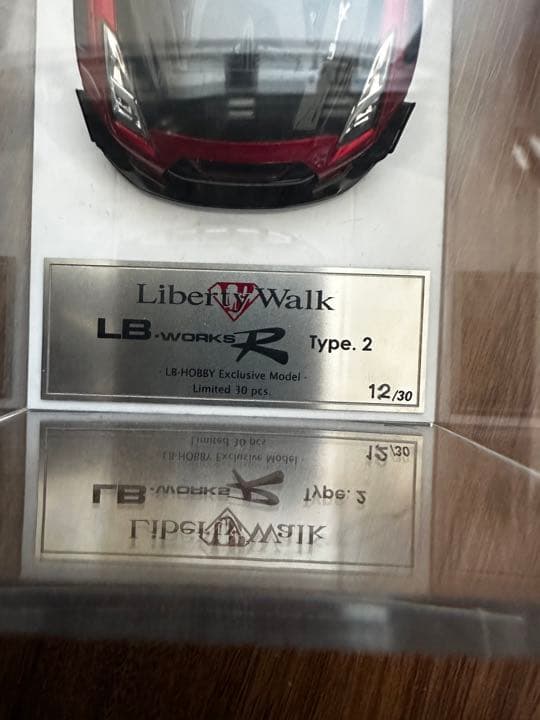 Liberty Walk
LB-WORKS R Type. 2
- LB-HOBBY Exclusive Model -
Limited 30 pcs.
12/30